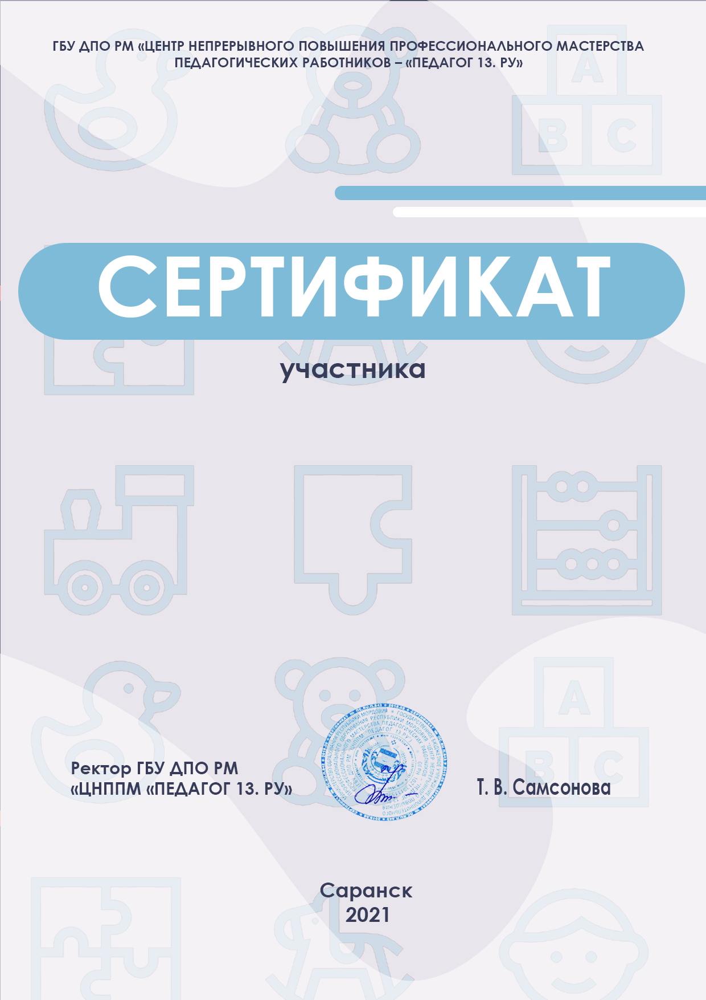 ГБУ ДПО РМ «ЦЕНТР НЕПРЕРЫВНОГО ПОВЫШЕНИЯ ПРОФЕССИОНАЛЬНОГО МАСТЕРСТВА
ПЕДАГОГИЧЕСКИХ РАБОТНИКОВ – «ПЕДАГОГ 13. РУ»
A
B C
СЕРТИФИКАТ
участника
A
B C
Ректор ГБУ ДПО РМ
«ЦНППМ «ПЕДАГОГ 13. РУ»
Т. В. Самсонова
Саранск
2021